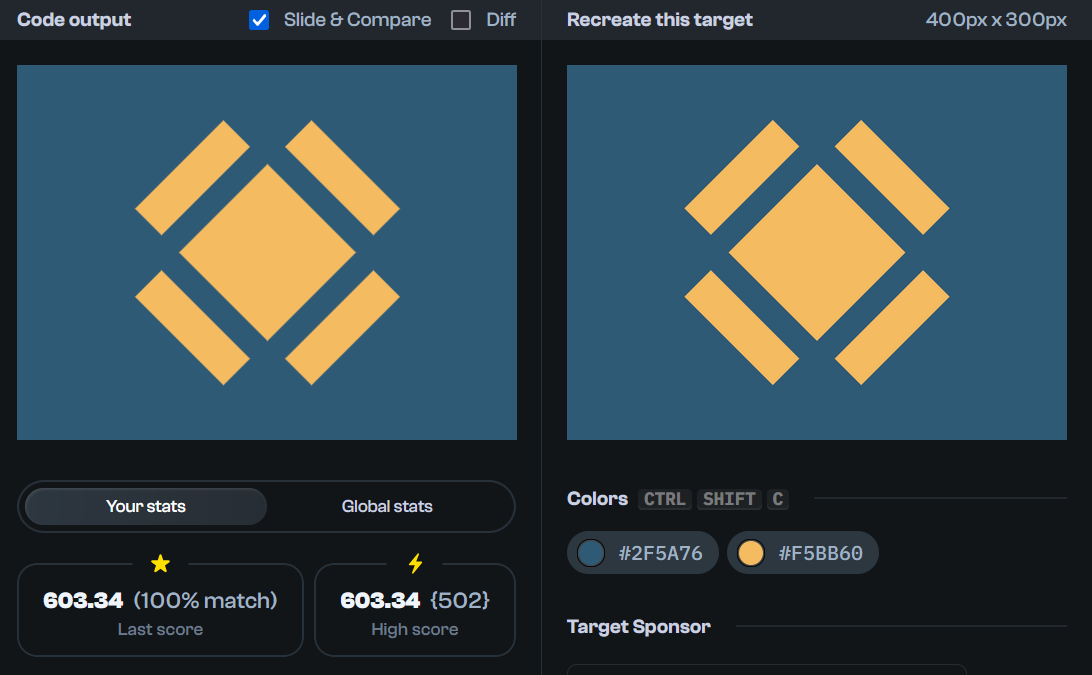 Code output
Slide & Compare
Diff
Your stats
Global stats
603.34 (100% match)
Last score
603.34 {502}
High score
Recreate this target
400px x 300px
Colors CTRL SHIFT C
#2F5A76
#F5BB60
Target Sponsor